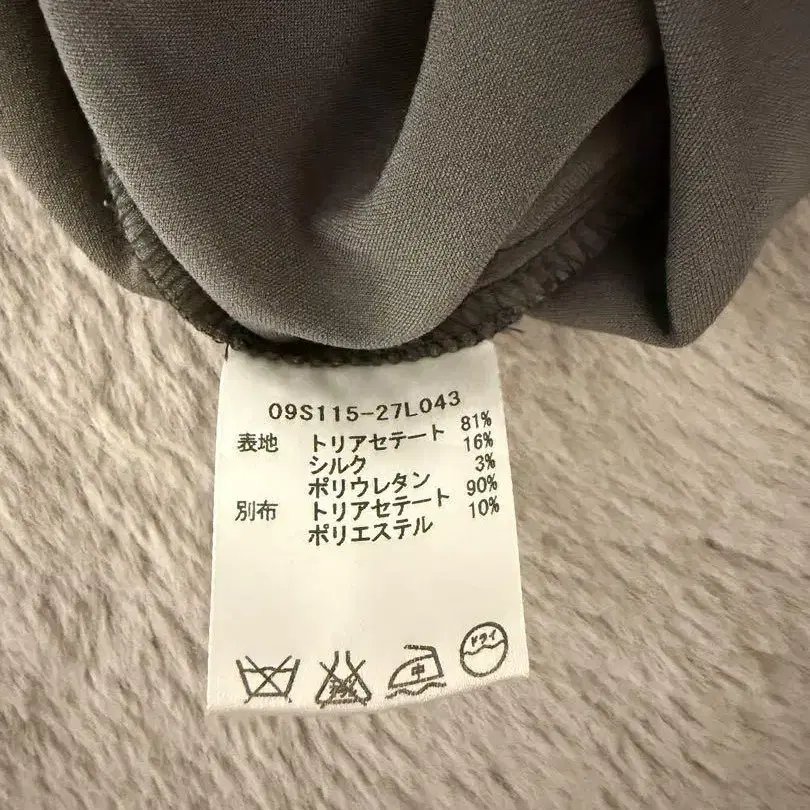 09S115-27L043
表地 トリアセテート 81%
シルク 16%
ポリウレタン 3%
別布 トリアセテート 90%
ポリエステル 10%
中 ドライ